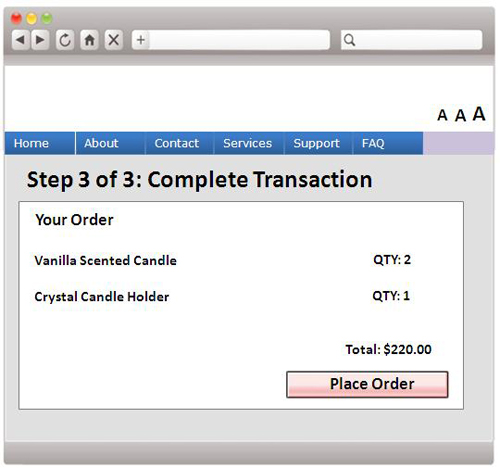 A A A
Home About Contact Services Support FAQ
Step 3 of 3: Complete Transaction
Your Order
Vanilla Scented Candle QTY: 2
Crystal Candle Holder QTY: 1
Total: $220.00
Place Order